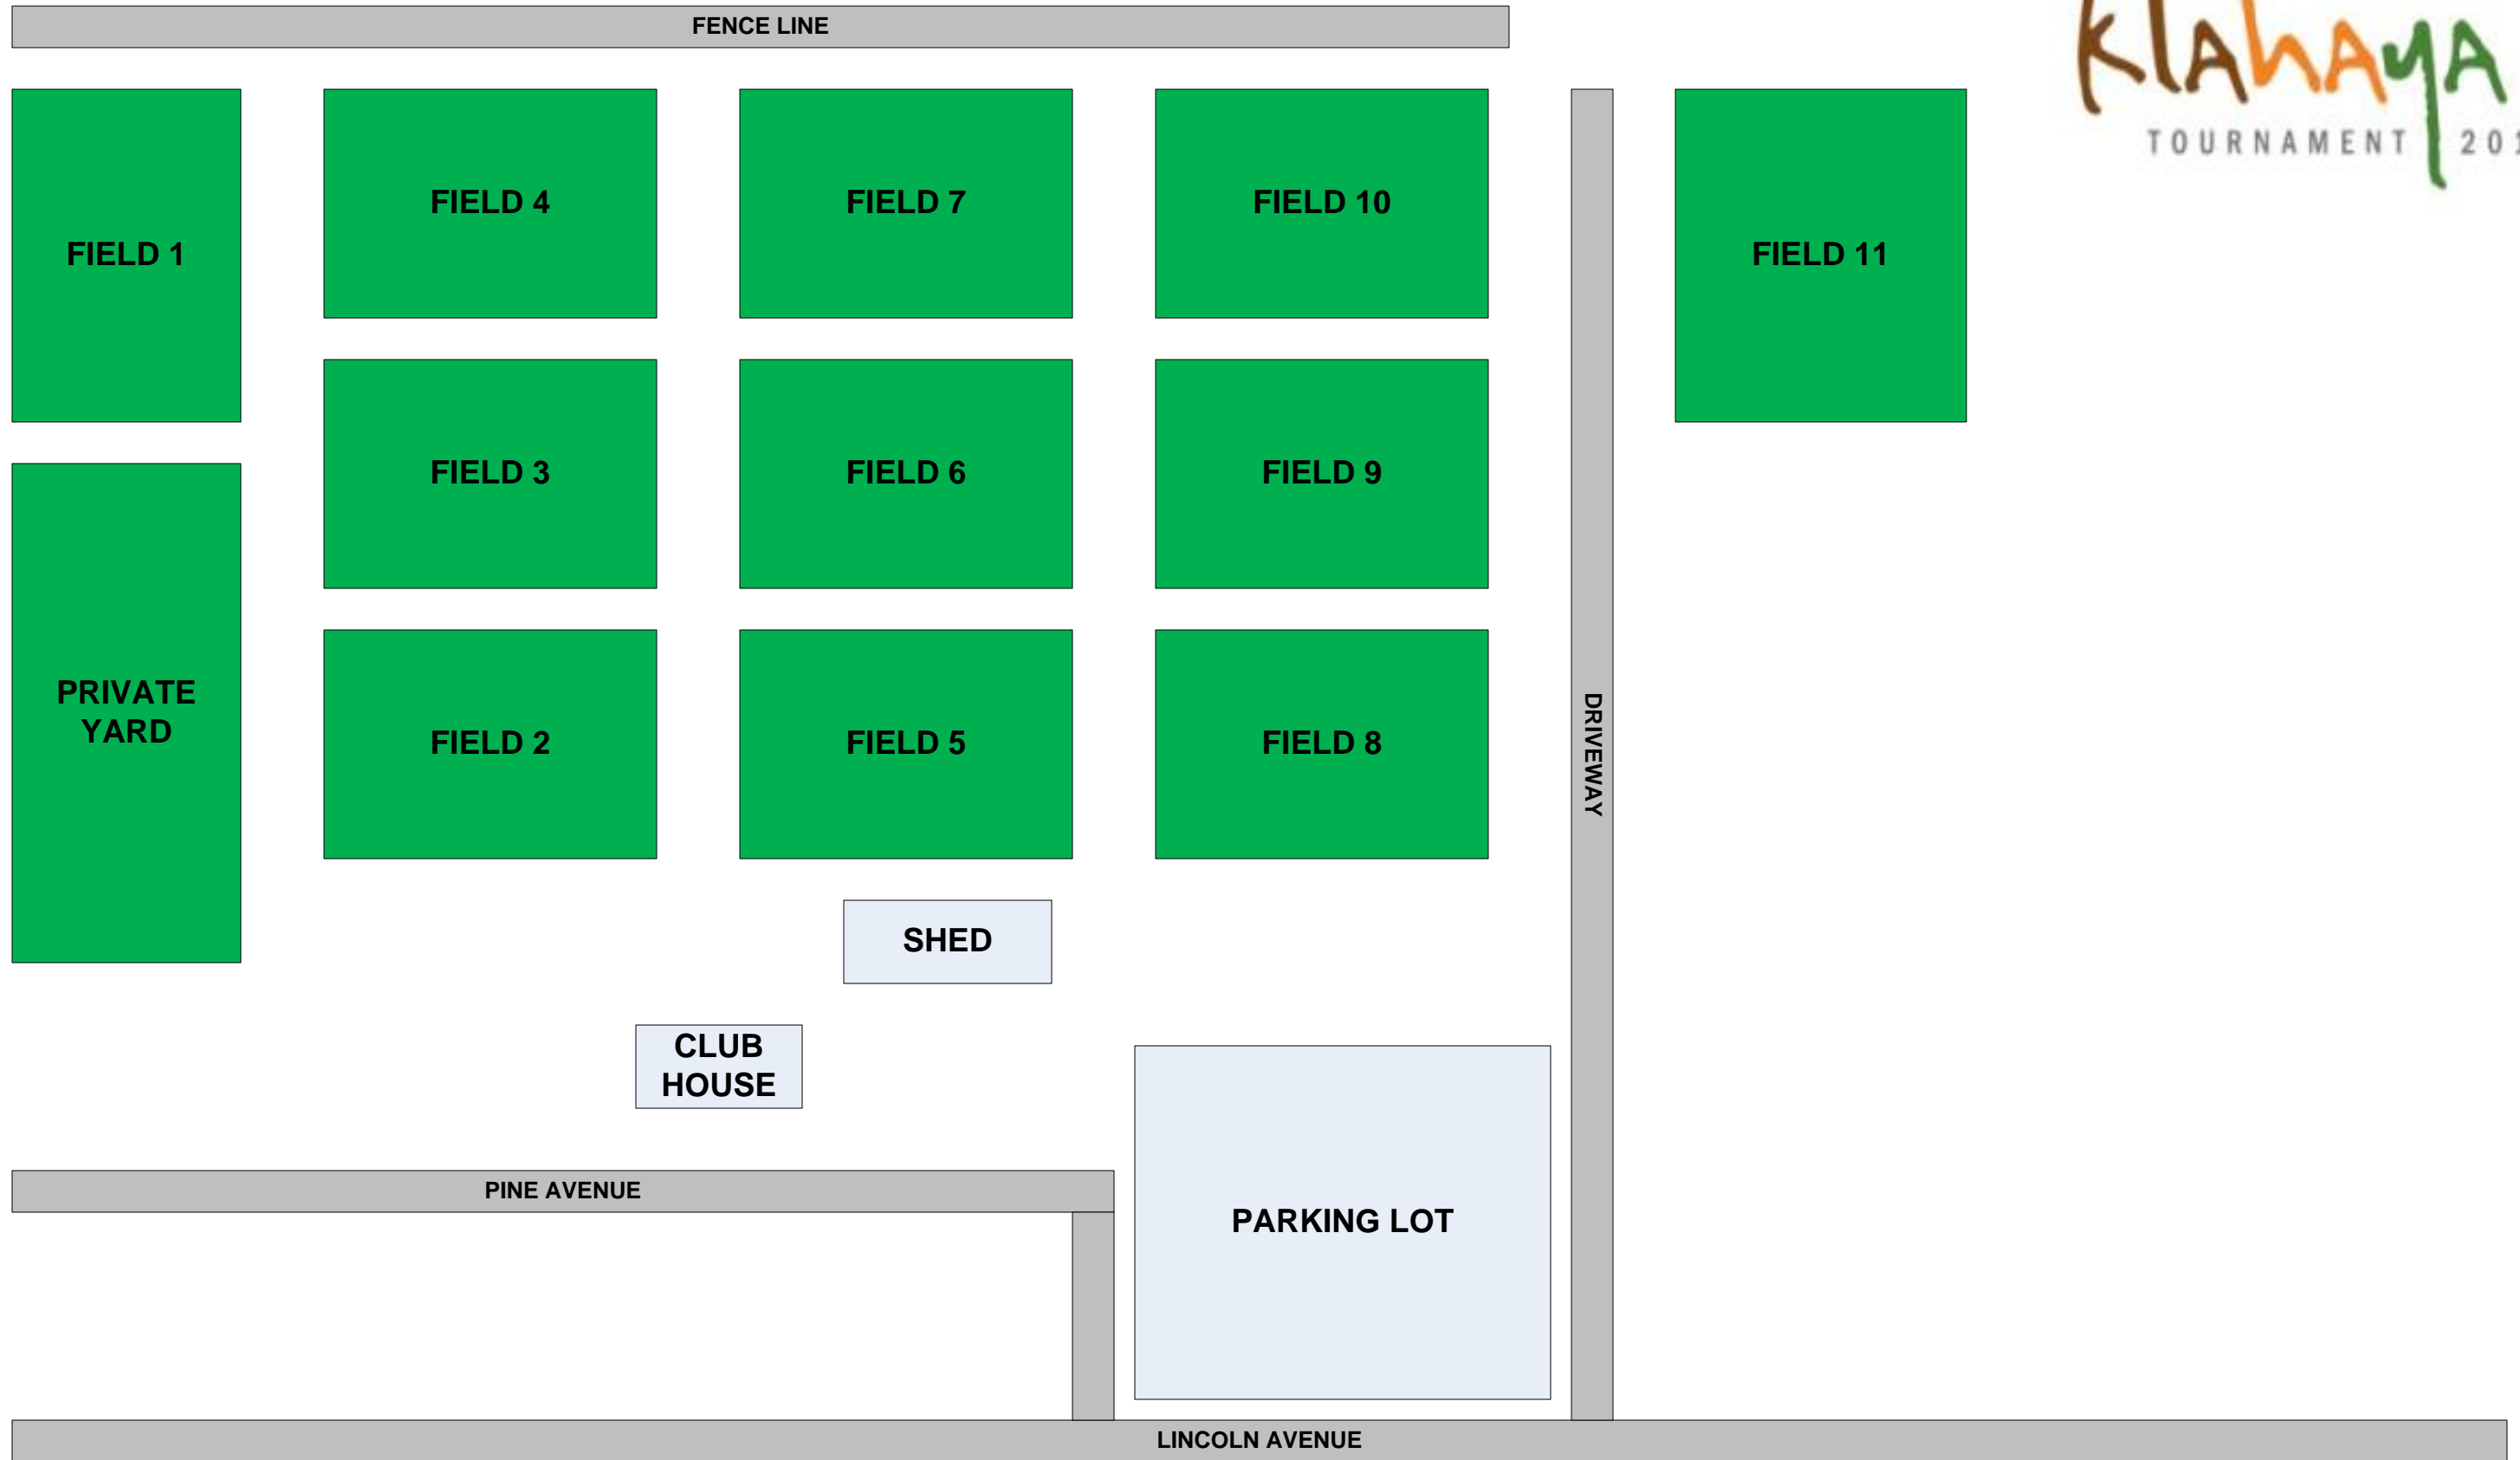 FENCE LINE
klahaya
TOURNAMENT
FIELD 1
FIELD 4
FIELD 7
FIELD 10
FIELD 11
FIELD 3
FIELD 6
FIELD 9
PRIVATE
YARD
FIELD 2
FIELD 5
FIELD 8
DRIVEWAY
SHED
CLUB
HOUSE
PINE AVENUE
PARKING LOT
LINCOLN AVENUE